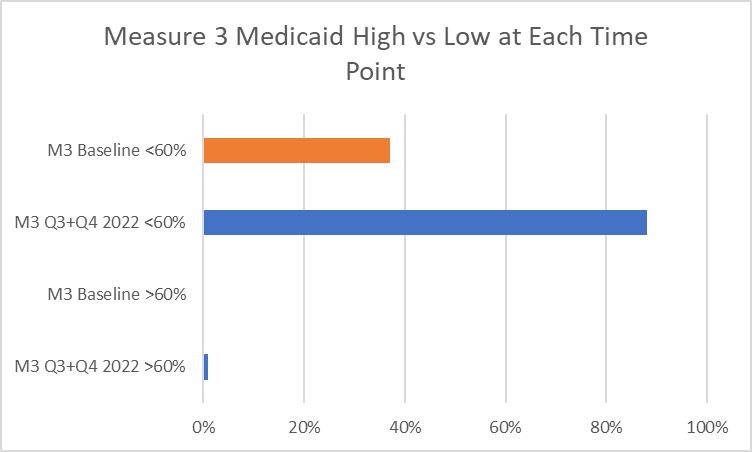 Measure 3 Medicaid High vs Low at Each Time
Point
M3 Baseline <60%
M3 Q3+Q4 2022 <60%
M3 Baseline >60%
M3 Q3+Q4 2022 >60%
0% 20% 40% 60% 80% 100%